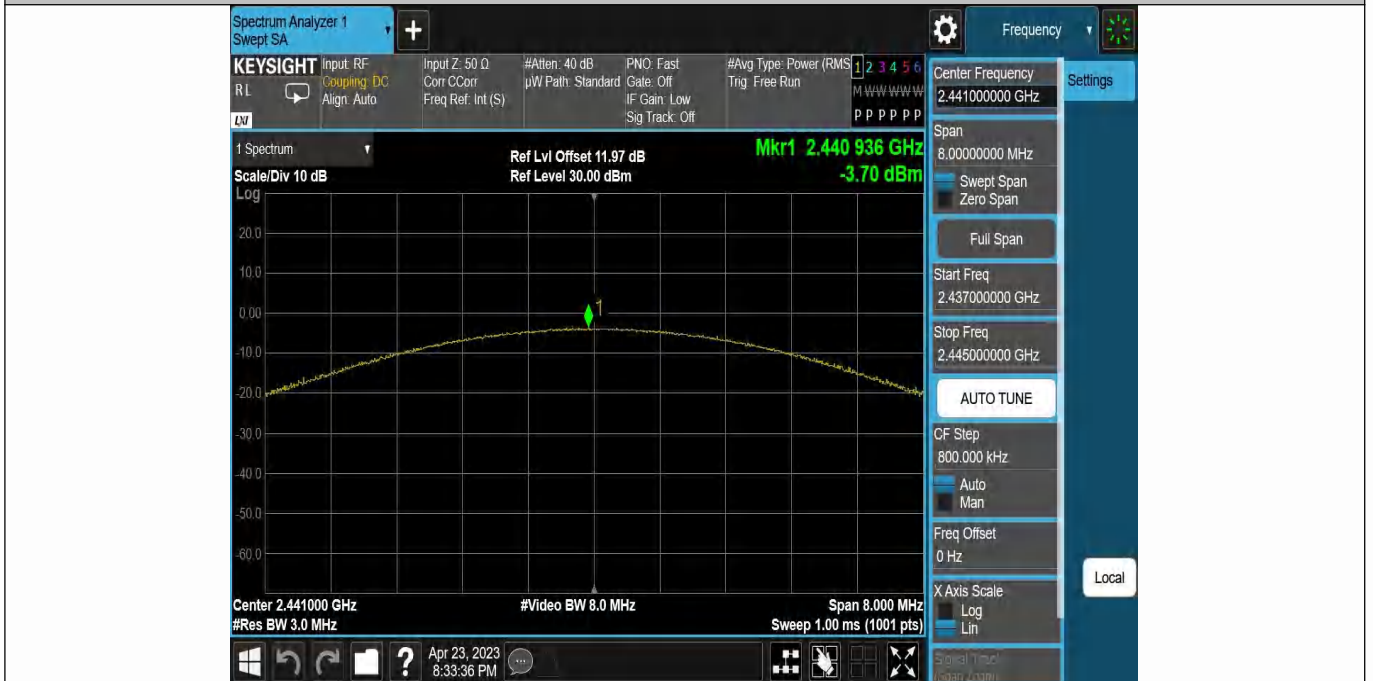 Spectrum Analyzer 1
Swept SA
+
Frequency
KEYSIGHT
Input: RF
Coupling: DC
Align: Auto
Input Z: 50 Ω
Corr CCorr
Freq Ref: Int (S)
#Atten: 40 dB
µW Path: Standard
PNO: Fast
Gate: Off
IF Gain: Low
Sig Track: Off
#Avg Type: Power (RMS
Trig: Free Run
1 2 3 4 5 6
M W W W W W
P P P P P P
R L
LXI
1 Spectrum
Scale/Div 10 dB
Log
Ref Lvl Offset 11.97 dB
Ref Level 30.00 dBm
Mkr1 2.440 936 GHz
-3.70 dBm
20.0
10.0
0.00
-10.0
-20.0
-30.0
-40.0
-50.0
-60.0
1
Center 2.441000 GHz
#Res BW 3.0 MHz
#Video BW 8.0 MHz
Span 8.000 MHz
Sweep 1.00 ms (1001 pts)
Center Frequency
2.441000000 GHz
Settings
Span
8.00000000 MHz
Swept Span
Zero Span
Full Span
Start Freq
2.437000000 GHz
Stop Freq
2.445000000 GHz
AUTO TUNE
CF Step
800.000 kHz
Auto
Man
Freq Offset
0 Hz
X Axis Scale
Log
Lin
Local
Signal Track
(Span Zoom)
?
Apr 23, 2023
8:33:36 PM